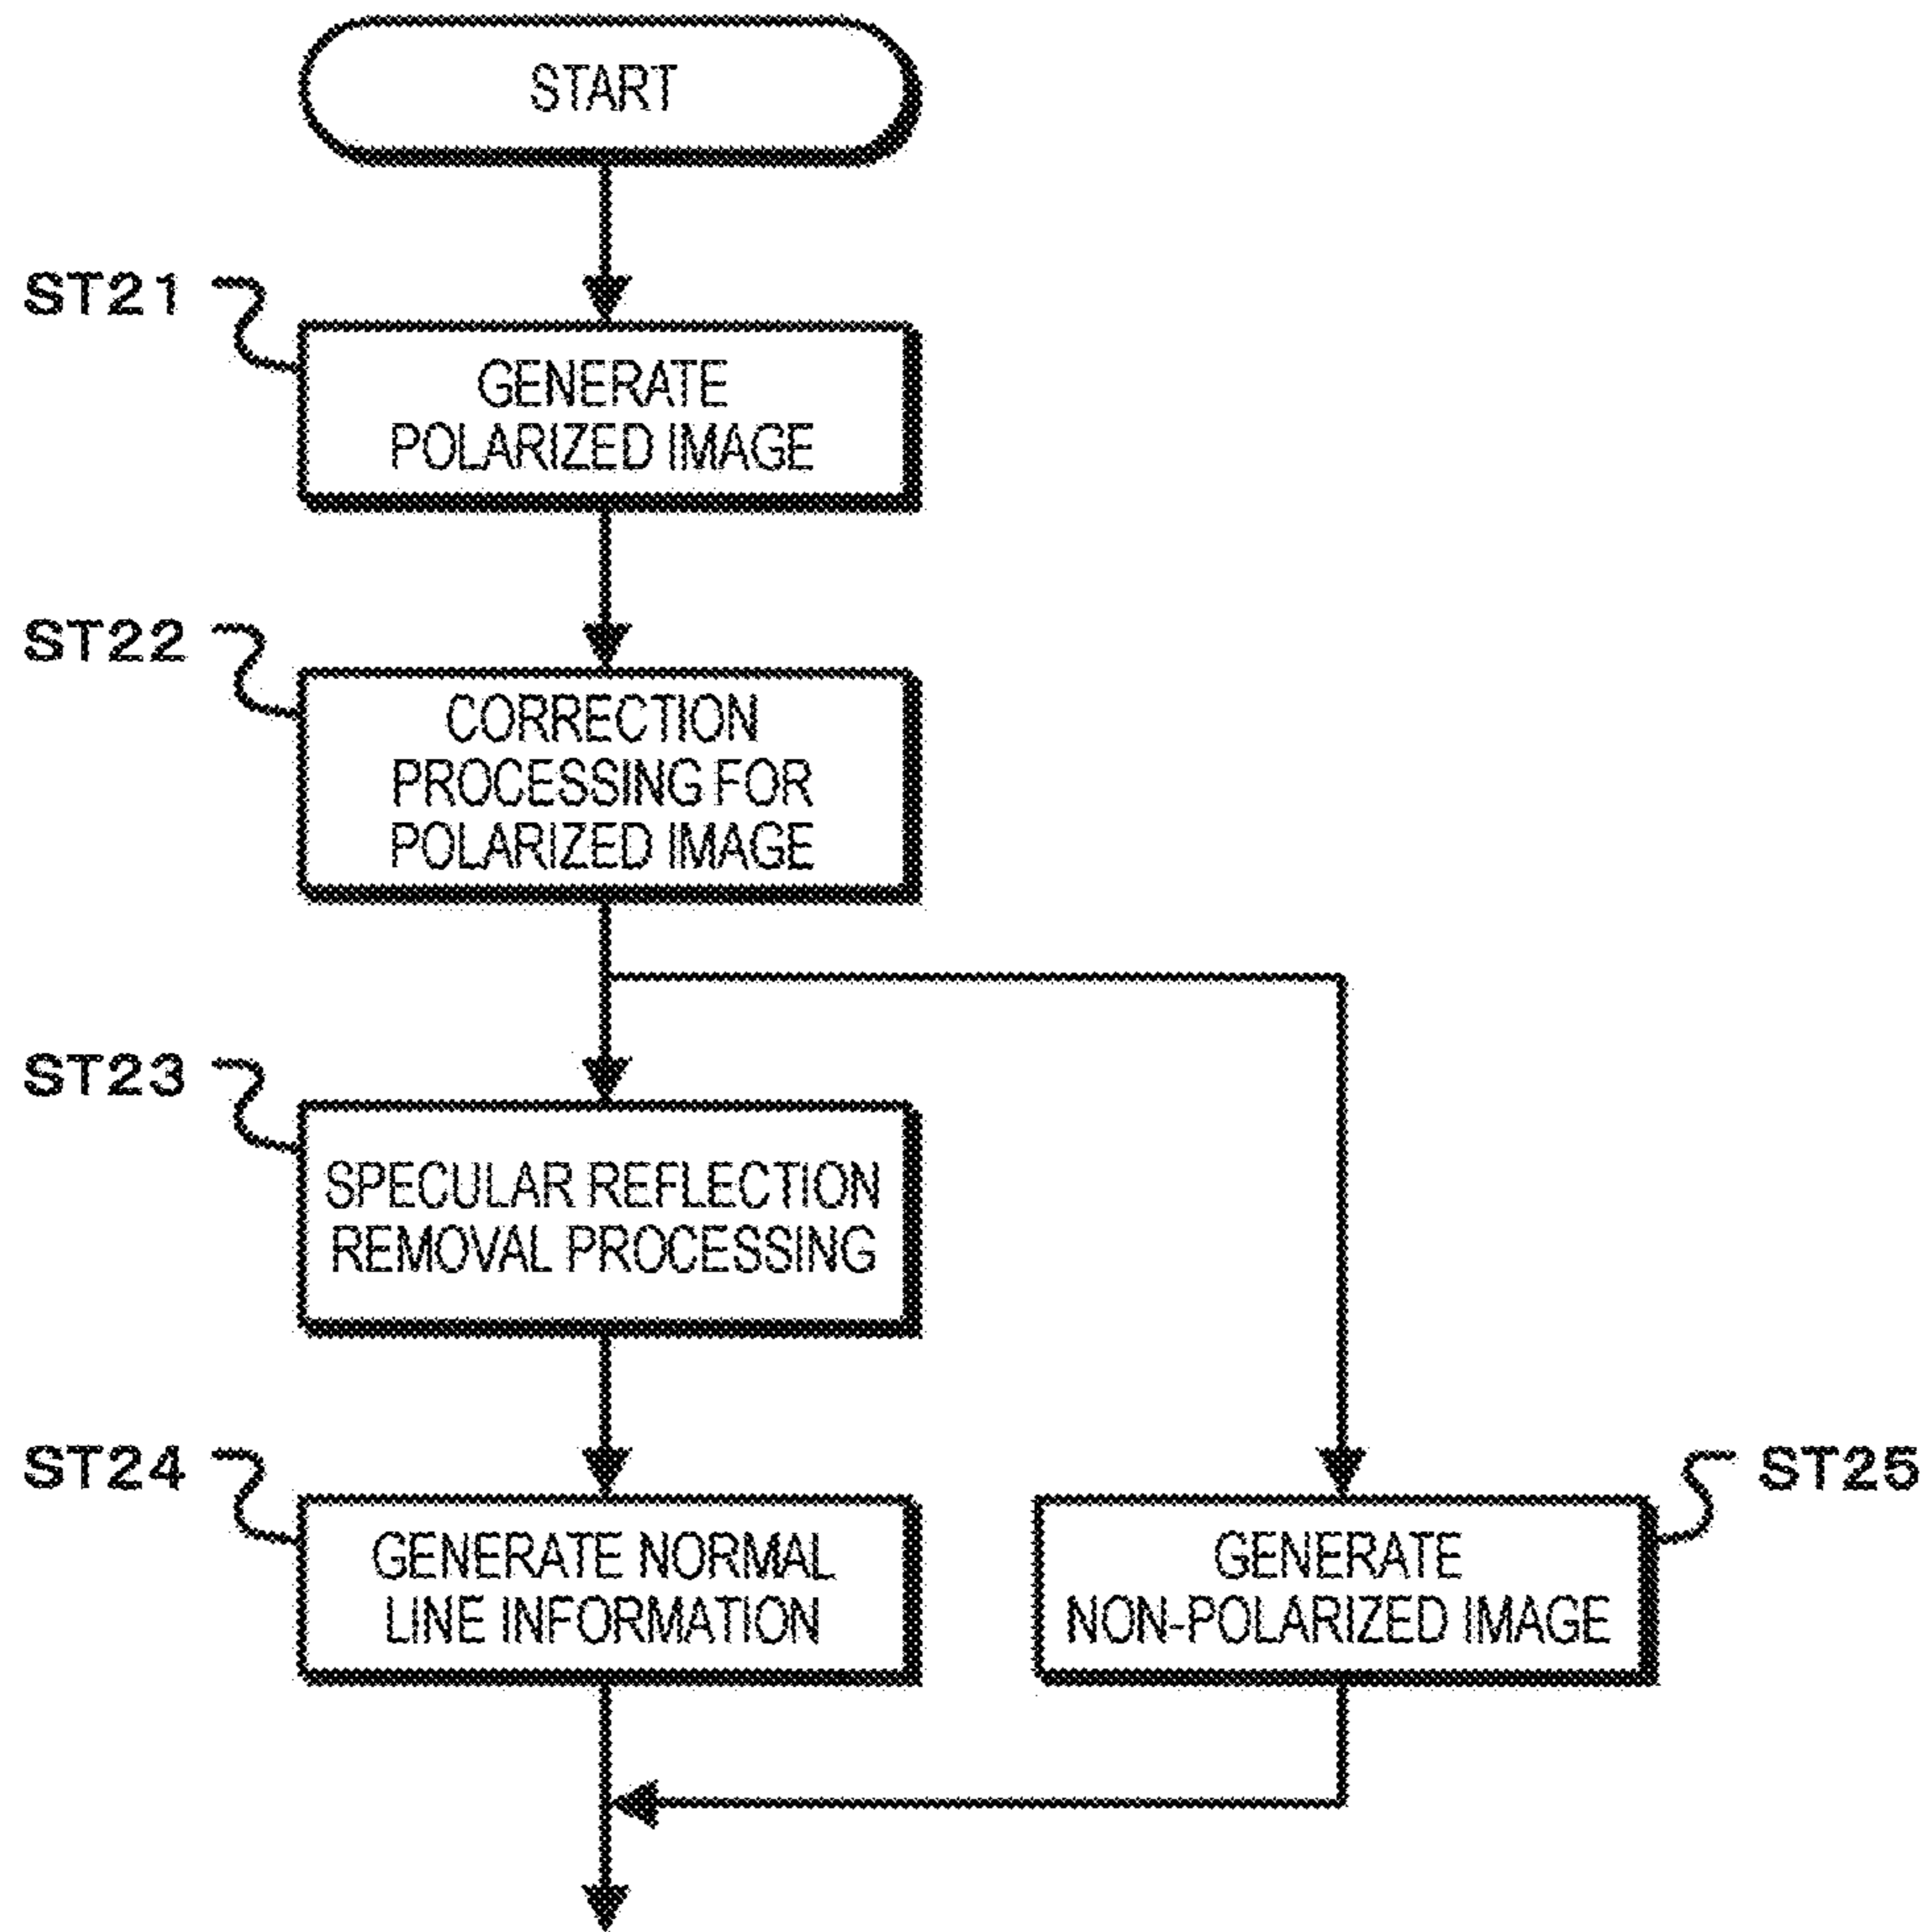 START
ST21
GENERATE
POLARIZED IMAGE
ST22
CORRECTION
PROCESSING FOR
POLARIZED IMAGE
ST23
SPECULAR REFLECTION
REMOVAL PROCESSING
ST24
GENERATE NORMAL
LINE INFORMATION
GENERATE
NON-POLARIZED IMAGE
ST25